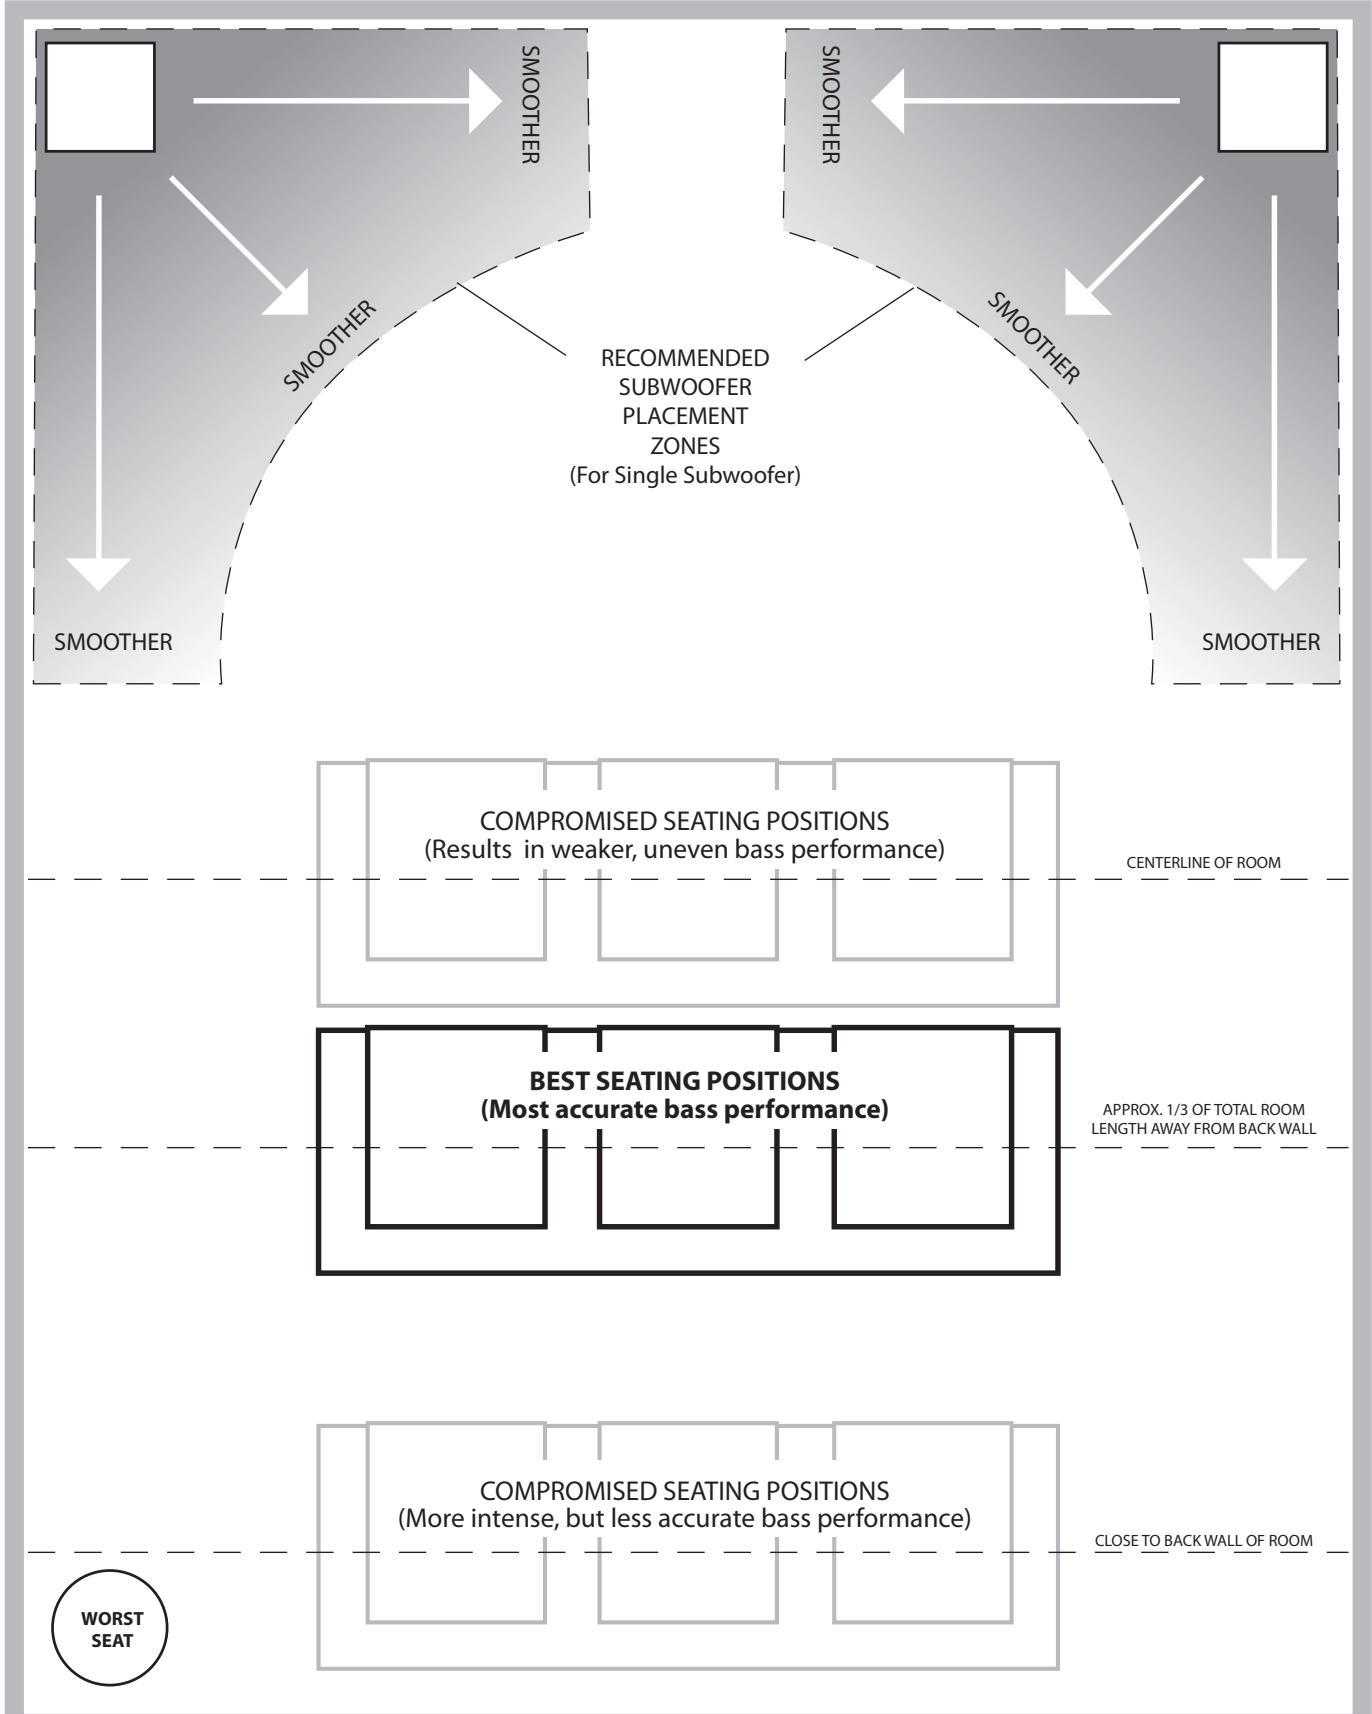 SMOOTHER
SMOOTHER
SMOOTHER
SMOOTHER
RECOMMENDED
SUBWOOFER
PLACEMENT
ZONES
(For Single Subwoofer)
SMOOTHER
SMOOTHER
COMPROMISED SEATING POSITIONS
(Results in weaker, uneven bass performance)
CENTERLINE OF ROOM
BEST SEATING POSITIONS
(Most accurate bass performance)
APPROX. 1/3 OF TOTAL ROOM
LENGTH AWAY FROM BACK WALL
COMPROMISED SEATING POSITIONS
(More intense, but less accurate bass performance)
CLOSE TO BACK WALL OF ROOM
WORST
SEAT